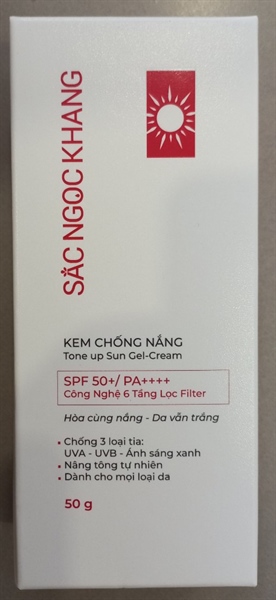 SẮC NGỌC KHANG
KEM CHỐNG NẮNG
Tone up Sun Gel-Cream
SPF 50+/ PA++++
Công Nghệ 6 Tầng Lọc Filter
Hòa cùng nắng - Da vẫn trắng
• Chống 3 loại tia:
UVA - UVB - Ánh sáng xanh
• Nâng tông tự nhiên
• Dành cho mọi loại da
50 g